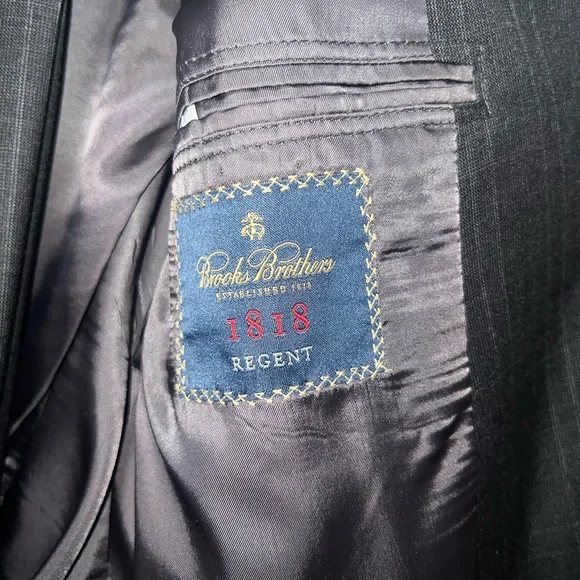 Brooks Brothers
ESTABLISHED 1818
1818
REGENT